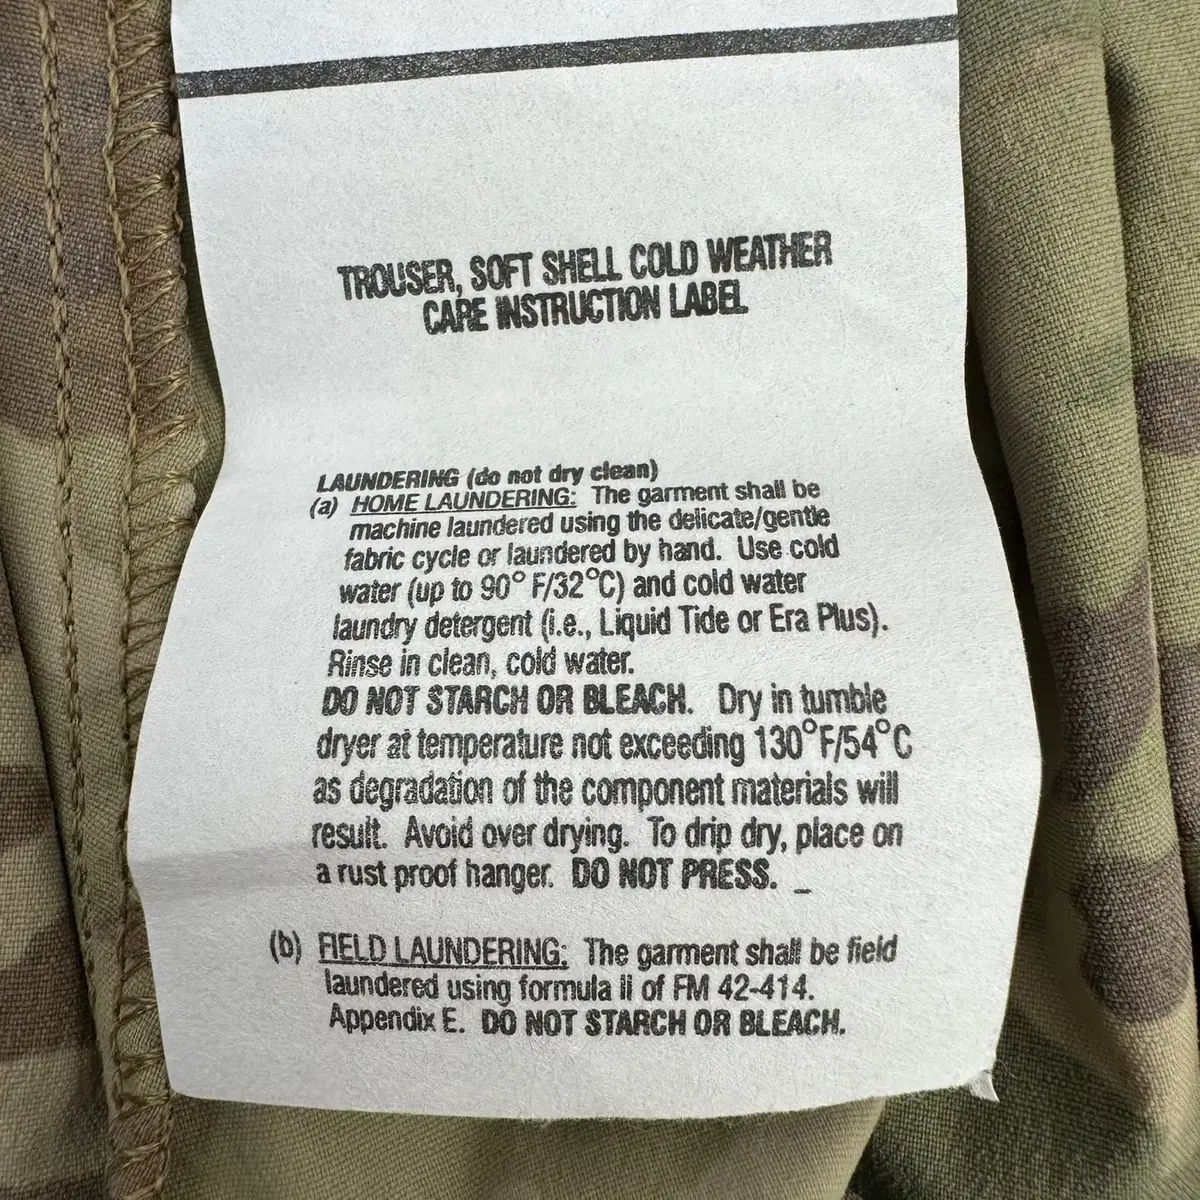 TROUSER, SOFT SHELL COLD WEATHER
CARE INSTRUCTION LABEL
LAUNDERING (do not dry clean)
(a) HOME LAUNDERING: The garment shall be
machine laundered using the delicate/gentle
fabric cycle or laundered by hand. Use cold
water (up to 90° F/32°C) and cold water
laundry detergent (i.e., Liquid Tide or Era Plus).
Rinse in clean, cold water.
DO NOT STARCH OR BLEACH. Dry in tumble
dryer at temperature not exceeding 130°F/54°C
as degradation of the component materials will
result. Avoid over drying. To drip dry, place on
a rust proof hanger. DO NOT PRESS. _
(b) FIELD LAUNDERING: The garment shall be field
laundered using formula II of FM 42-414.
Appendix E. DO NOT STARCH OR BLEACH.